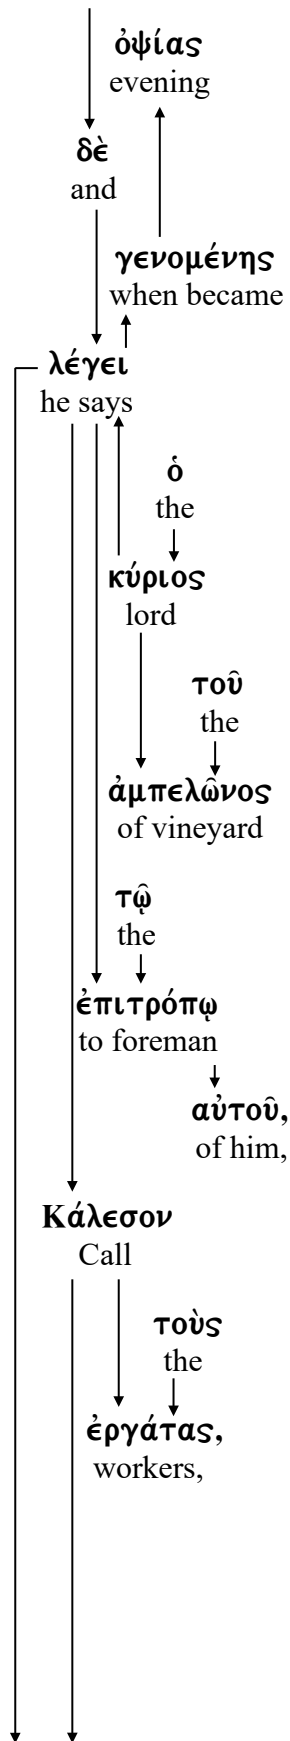 ὀψίας
evening
δὲ
and
γενομένης
when became
λέγει
he says
ὁ
the
κύριος
lord
τοῦ
the
ἀμπελῶνος
of vineyard
τῷ
the
ἐπιτρόπῳ
to foreman
αὐτοῦ,
of him,
Κάλεσον
Call
τοὺς
the
ἐργάτας,
workers,